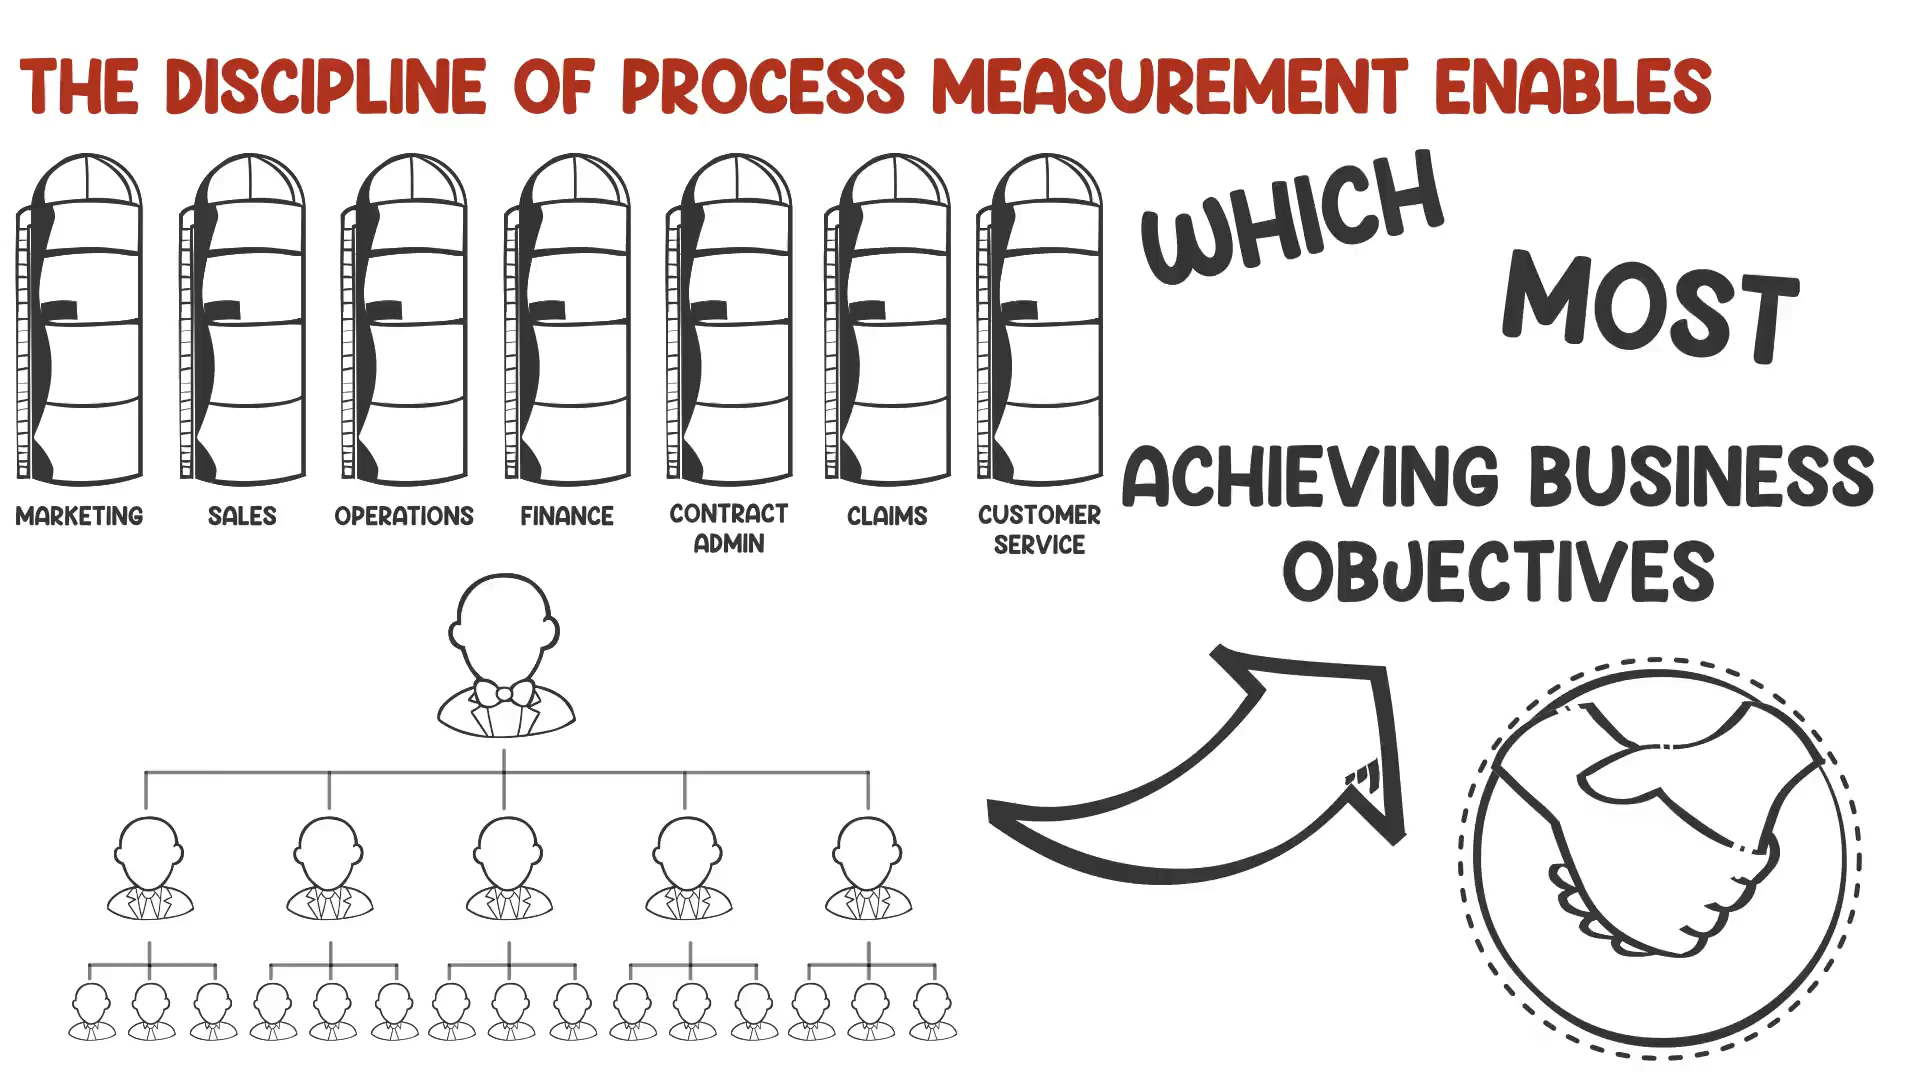 THE DISCIPLINE OF PROCESS MEASUREMENT ENABLES
WHICH
MOST
ACHIEVING BUSINESS
OBJECTIVES
MARKETING
SALES
OPERATIONS
FINANCE
CONTRACT
ADMIN
CLAIMS
CUSTOMER
SERVICE